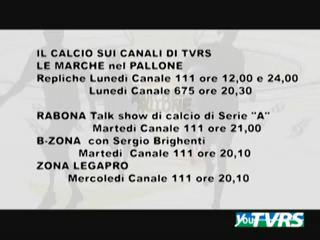 IL CALCIO SUI CANALI DI TVRS
LE MARCHE nel PALLONE
Repliche Lunedi Canale 111 ore 12,00 e 24,00
Lunedi Canale 675 ore 20,30
RABONA Talk show di calcio di Serie "A"
Martedi Canale 111 ore 21,00
B-ZONA con Sergio Brighenti
Martedi Canale 111 ore 20,10
ZONA LEGAPRO
Mercoledi Canale 111 ore 20,10
youTVRS